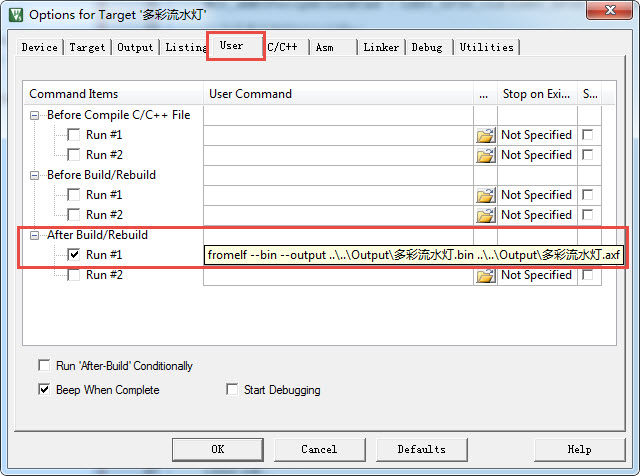 Options for Target '多彩流水灯'
Device Target Output Listing User C/C++ Asm Linker Debug Utilities
Command Items User Command ... Stop on Exi... S...
Before Compile C/C++ File
Run #1 Not Specified
Run #2 Not Specified
Before Build/Rebuild
Run #1 Not Specified
Run #2 Not Specified
After Build/Rebuild
Run #1 fromelf --bin --output ..\..\Output\多彩流水灯.bin ..\..\Output\多彩流水灯.axf
Run #2 Not Specified
Run 'After-Build' Conditionally
Beep When Complete Start Debugging
OK Cancel Defaults Help